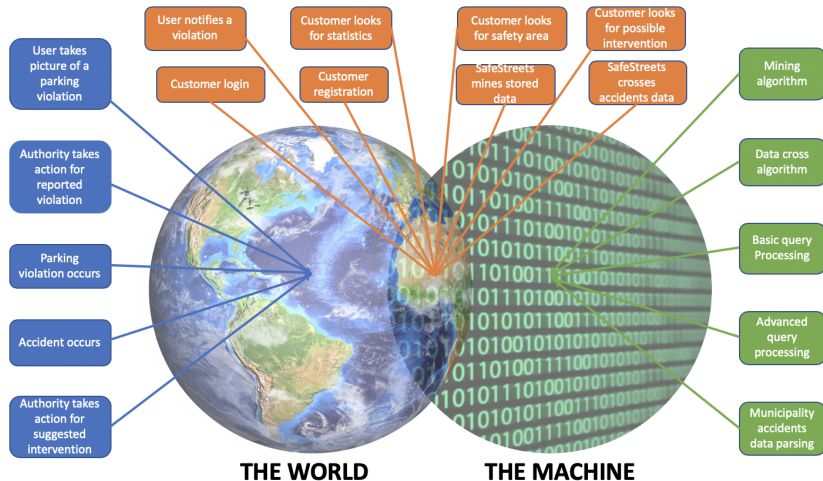 User takes
picture of a
parking
violation
Authority takes
action for
reported
violation
Parking
violation occurs
Accident occurs
Authority takes
action for
suggested
intervention
User notifies a
violation
Customer looks
for statistics
Customer looks
for safety area
Customer looks
for possible
intervention
Customer login
Customer
registration
SafeStreets
mines stored
data
SafeStreets
crosses
accidents data
Mining
algorithm
Data cross
algorithm
Basic query
Processing
Advanced
query
processing
Municipality
accidents
data parsing
THE WORLD
THE MACHINE